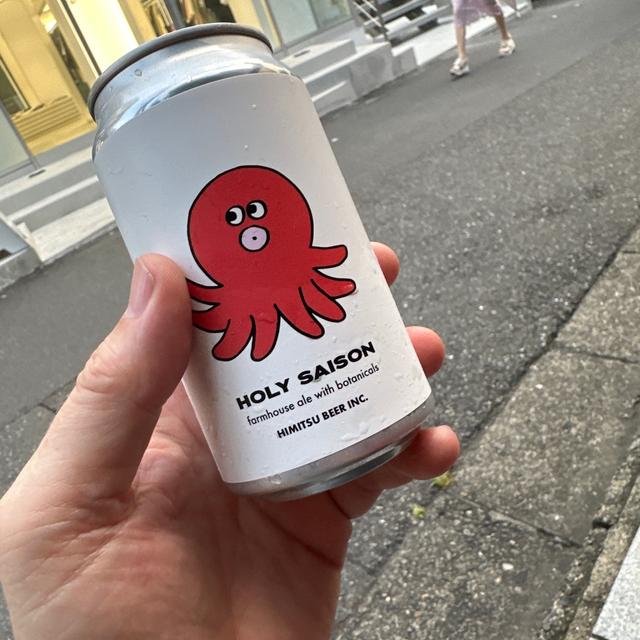 HOLY SAISON
farmhouse ale with botanicals
HIMITSU BEER INC.